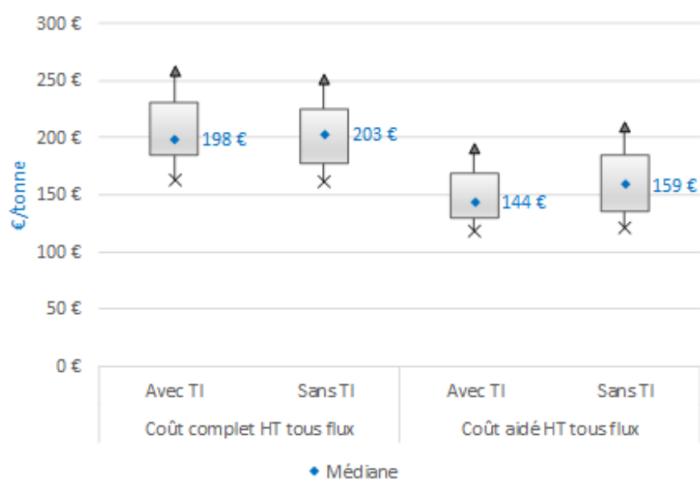 300 €
250 €
200 €
150 €
100 €
50 €
0 €
€/tonne
198 €
203 €
144 €
159 €
Avec TI
Sans TI
Avec TI
Sans TI
Coût complet HT tous flux
Coût aidé HT tous flux
Médiane